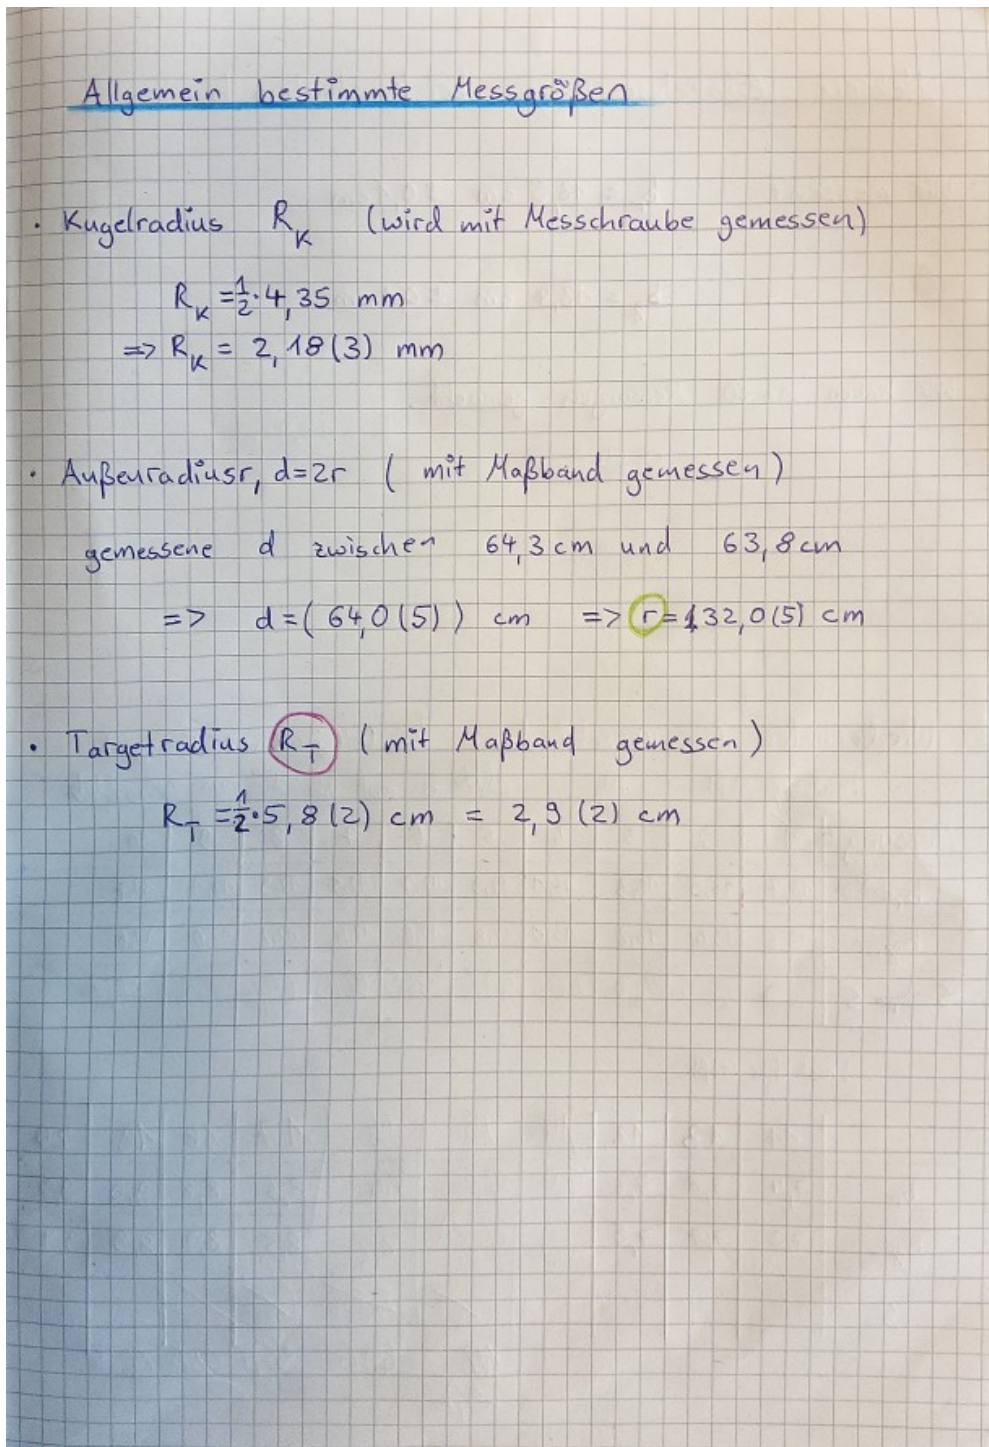 Allgemein bestimmte Messgrößen
· Kugelradius R_K (wird mit Messchraube gemessen)
R_K = 1/2 · 4,35 mm
=> R_K = 2,18(3) mm
· Außenradius r, d=2r ( mit Maßband gemessen )
gemessene d zwischen 64,3 cm und 63,8 cm
=> d = ( 64,0(5) ) cm => r = 32,0(5) cm
· Targetradius R_T ( mit Maßband gemessen )
R_T = 1/2 · 5,8 (2) cm = 2,9 (2) cm